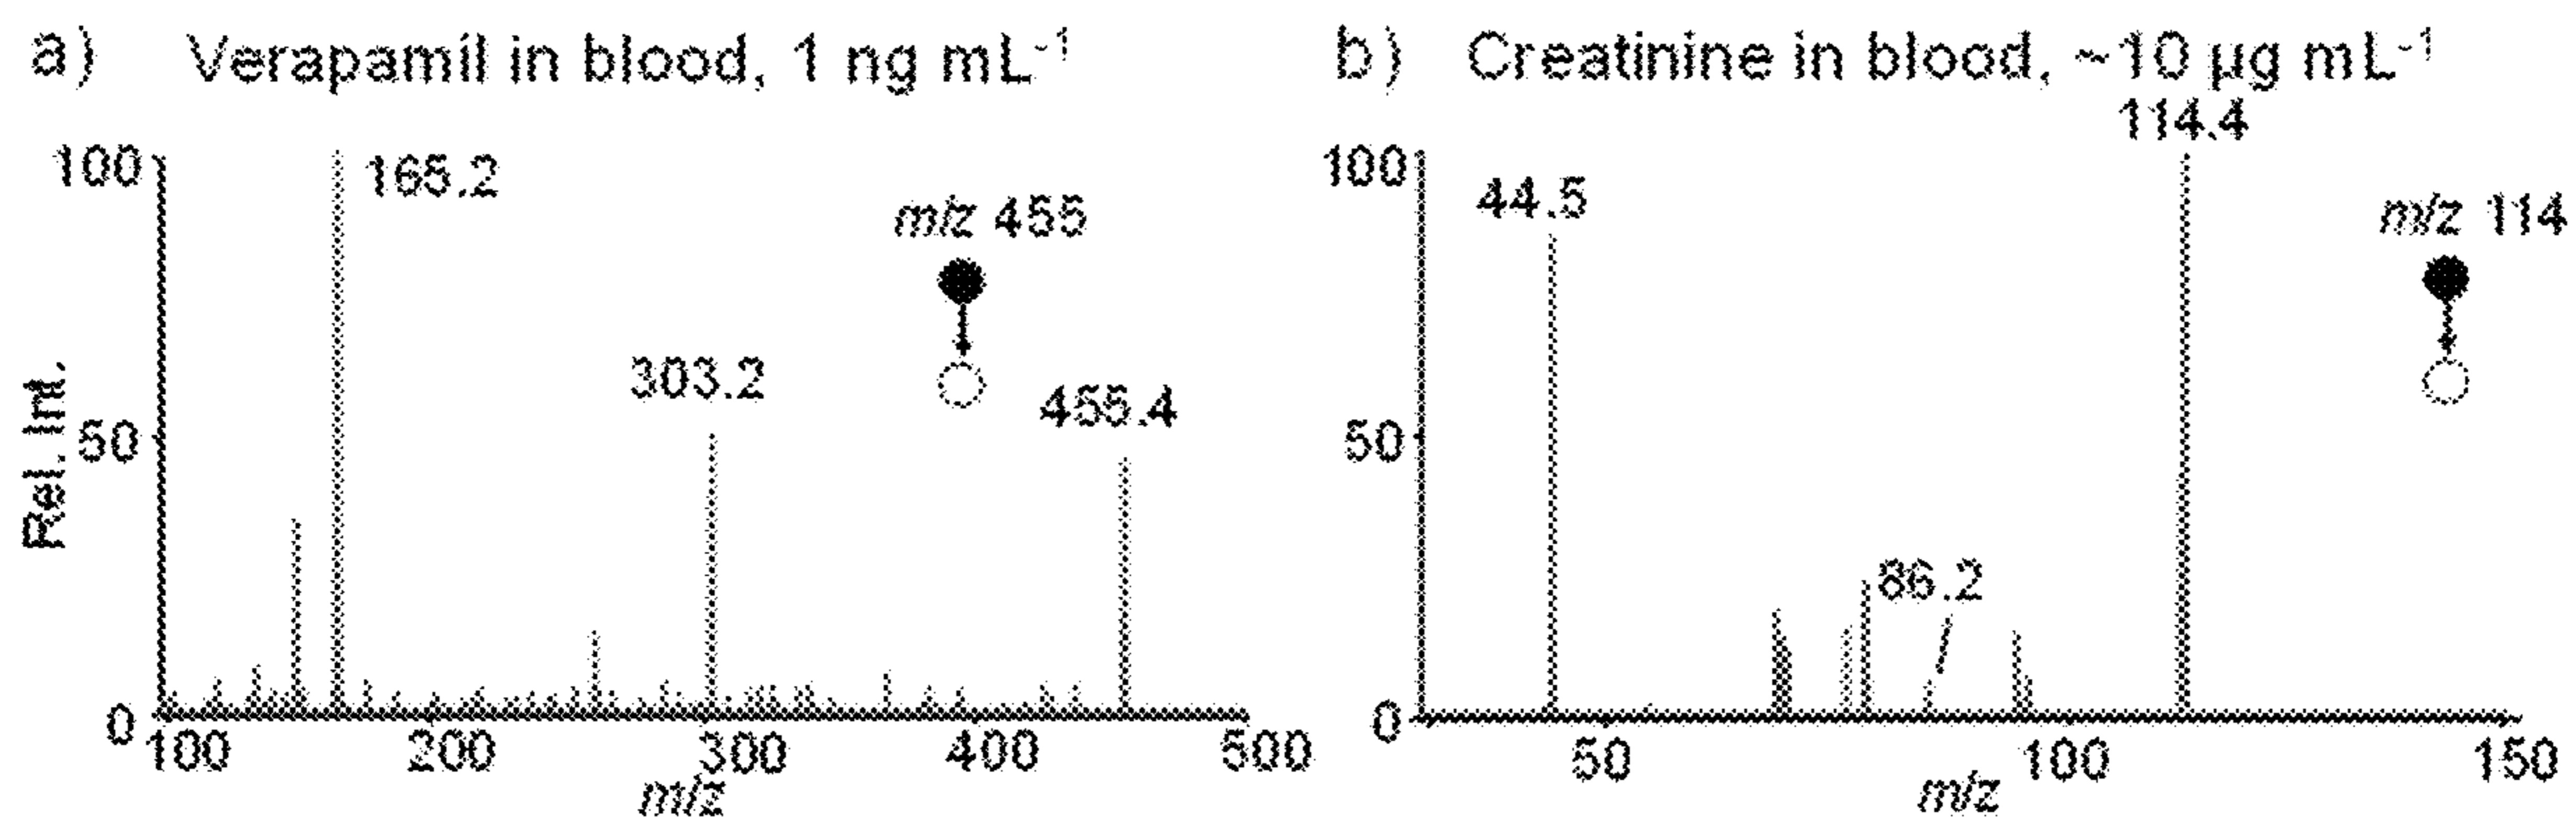 a) Verapamil in blood, 1 ng mL⁻¹
100
165.2
m/z 455
303.2
455.4
Rel. Int.
50
0
100 200 300 400 500
m/z
b) Creatinine in blood, ~10 µg mL⁻¹
114.4
100
44.5
m/z 114
50
86.2
0
50 100 150
m/z